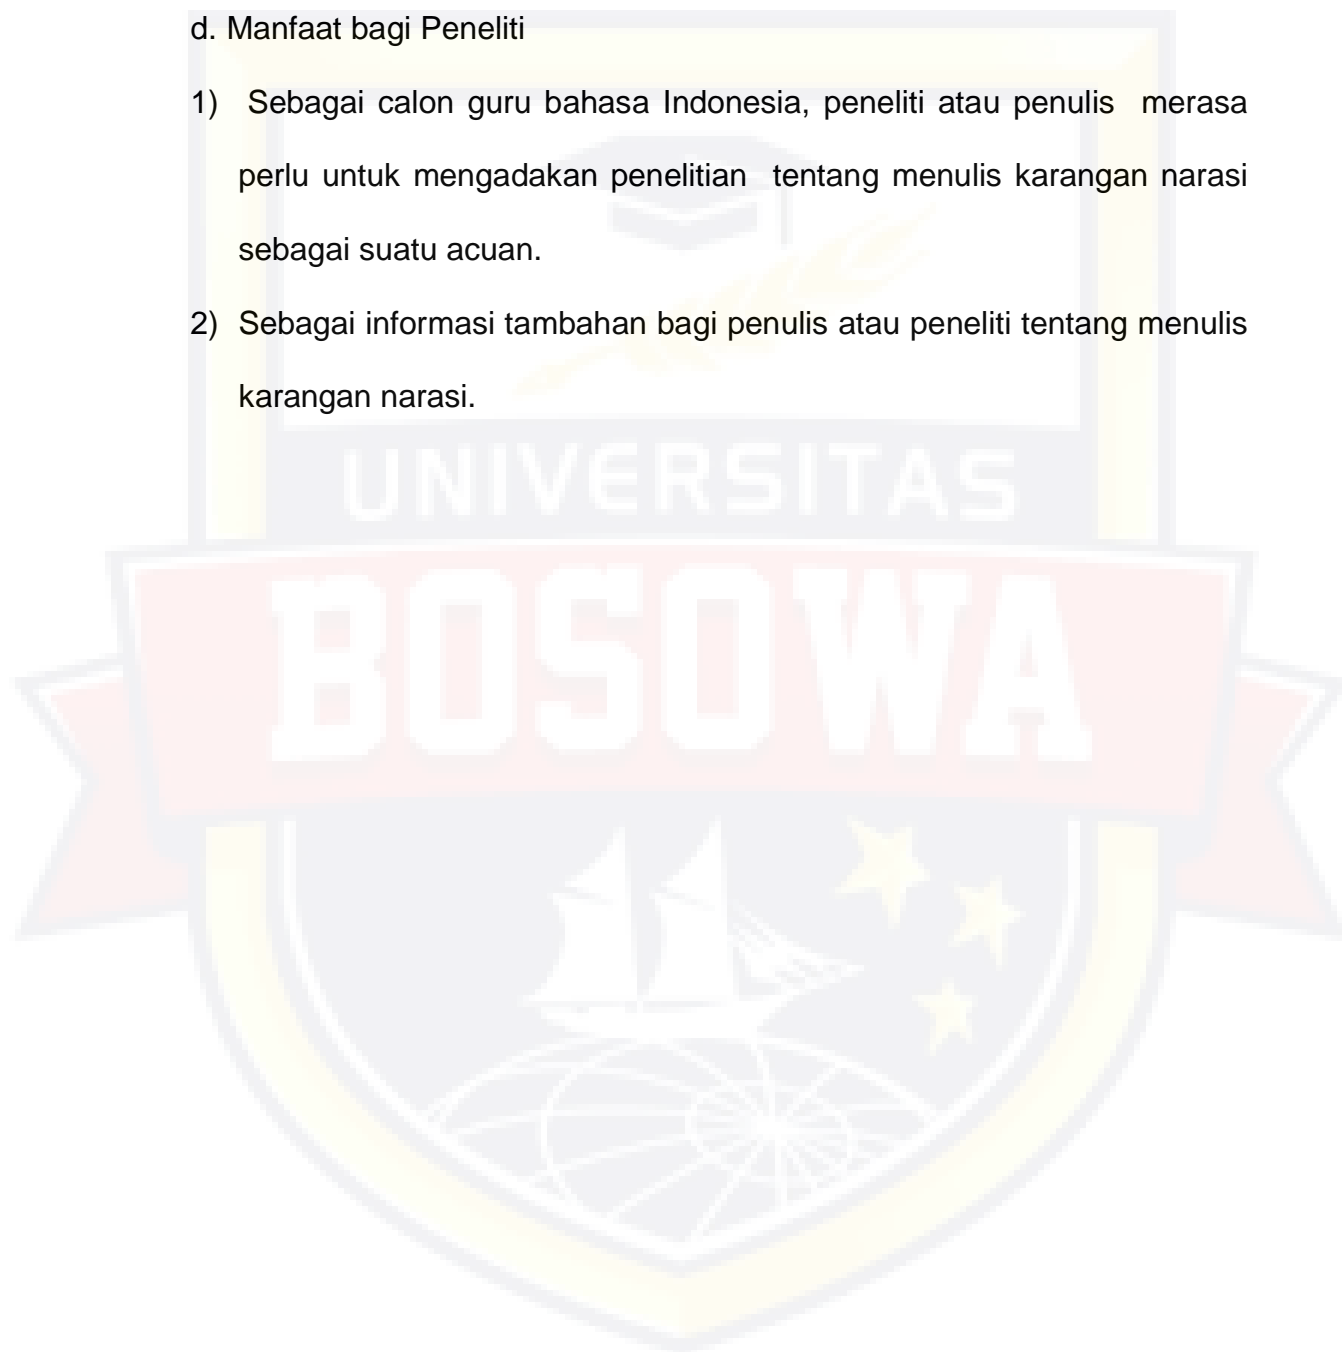 d. Manfaat bagi Peneliti
1) Sebagai calon guru bahasa Indonesia, peneliti atau penulis merasa
perlu untuk mengadakan penelitian tentang menulis karangan narasi
sebagai suatu acuan.
2) Sebagai informasi tambahan bagi penulis atau peneliti tentang menulis
karangan narasi.
UNIVERSITAS
BOSOWA